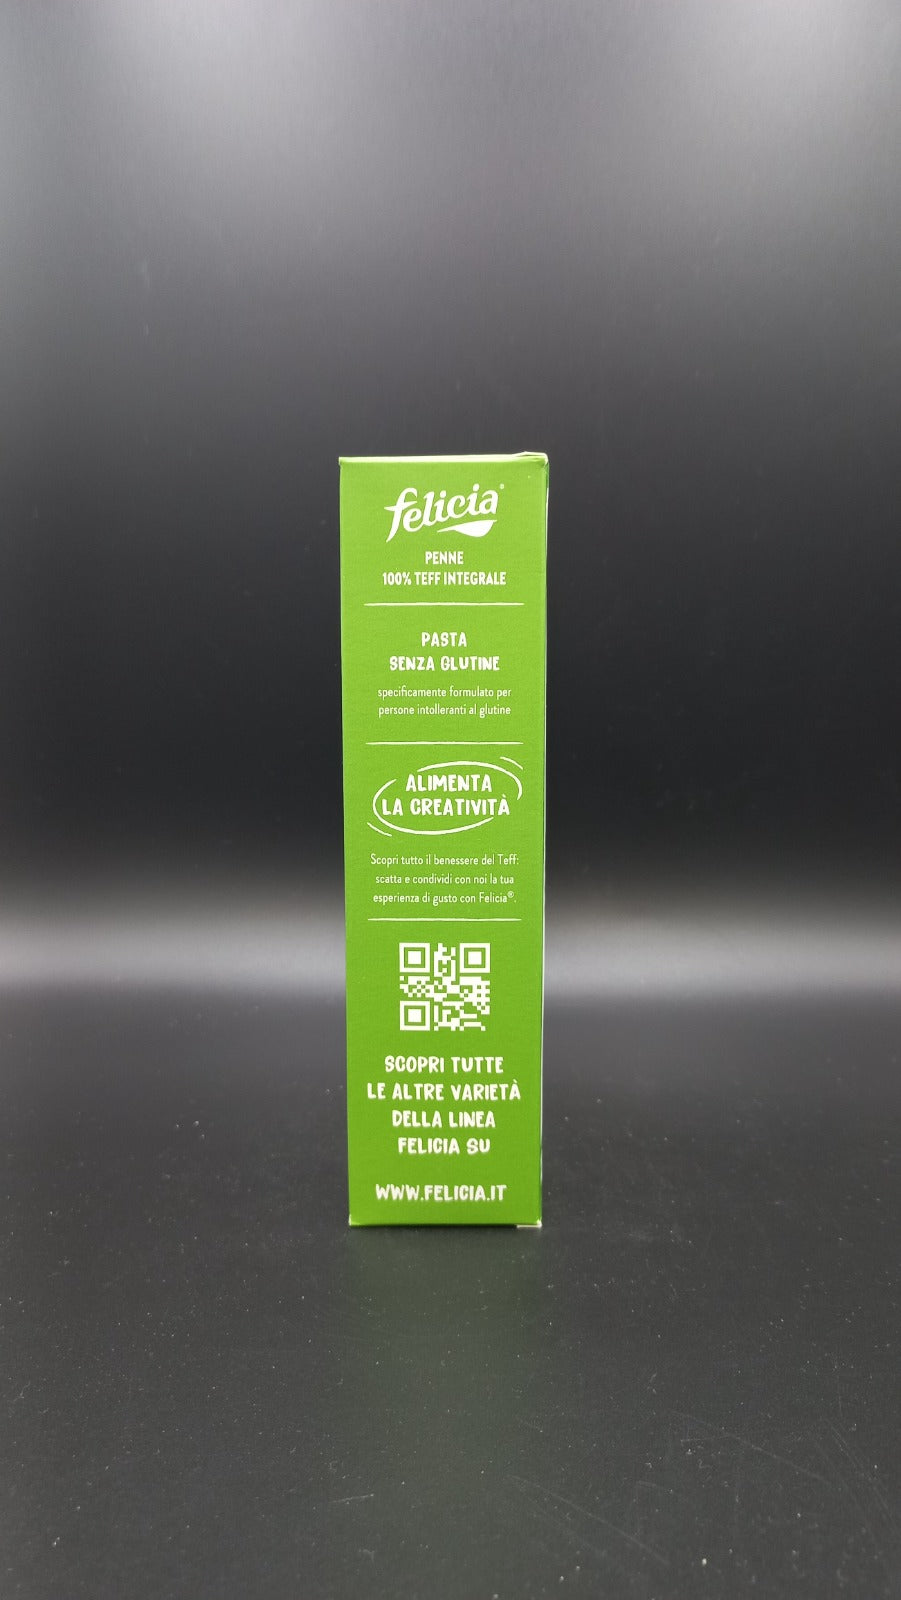 felicia®
PENNE
100% TEFF INTEGRALE
PASTA
SENZA GLUTINE
specificamente formulato per
persone intolleranti al glutine
ALIMENTA
LA CREATIVITÀ
Scopri tutto il benessere del Teff:
scatta e condividi con noi la tua
esperienza di gusto con Felicia®.
SCOPRI TUTTE
LE ALTRE VARIETÀ
DELLA LINEA
FELICIA SU
WWW.FELICIA.IT